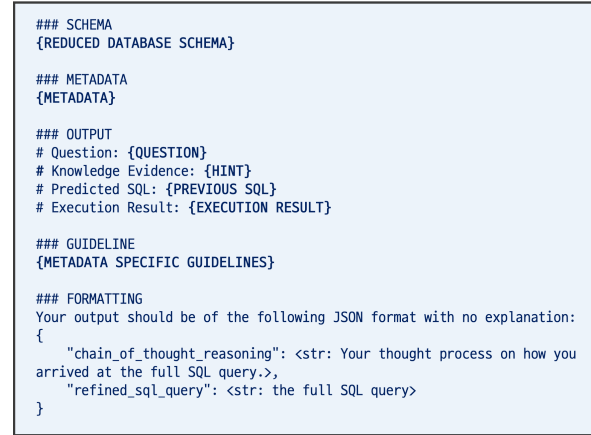 ### SCHEMA
{REDUCED DATABASE SCHEMA}

### METADATA
{METADATA}

### OUTPUT
# Question: {QUESTION}
# Knowledge Evidence: {HINT}
# Predicted SQL: {PREVIOUS SQL}
# Execution Result: {EXECUTION RESULT}

### GUIDELINE
{METADATA SPECIFIC GUIDELINES}

### FORMATTING
Your output should be of the following JSON format with no explanation:
{
    "chain_of_thought_reasoning": <str: Your thought process on how you
arrived at the full SQL query.>,
    "refined_sql_query": <str: the full SQL query>
}